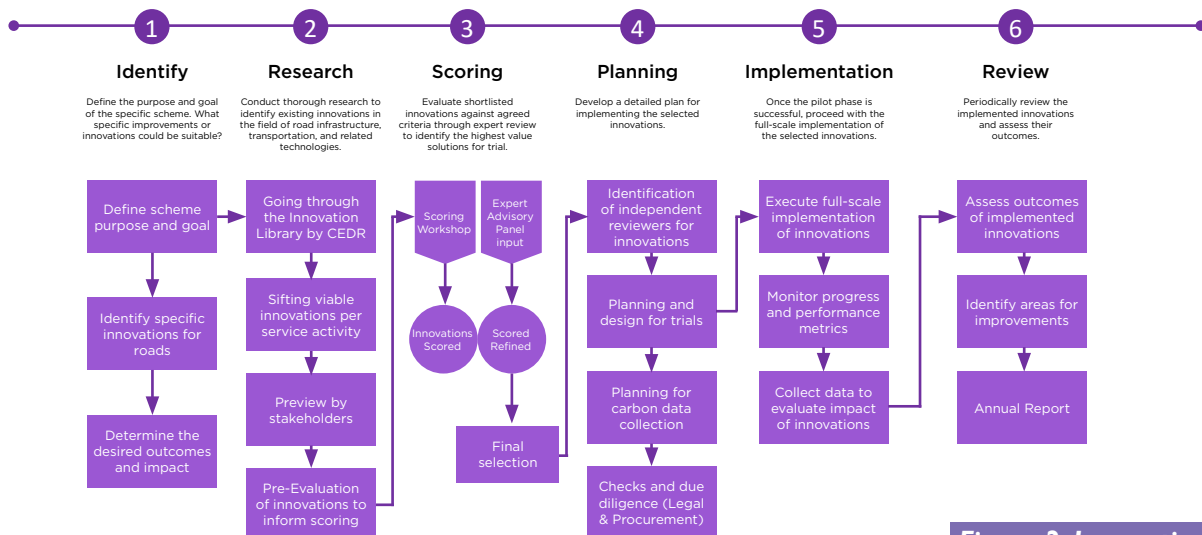 1
2
3
4
5
6
Identify
Define the purpose and goal
of the specific scheme. What
specific improvements or
innovations could be suitable?
Research
Conduct thorough research to
identify existing innovations in
the field of road infrastructure,
transportation, and related
technologies.
Scoring
Evaluate shortlisted
innovations against agreed
criteria through expert review
to identify the highest value
solutions for trial.
Planning
Develop a detailed plan for
implementing the selected
innovations.
Implementation
Once the pilot phase is
successful, proceed with the
full-scale implementation of
the selected innovations.
Review
Periodically review the
implemented innovations
and assess their
outcomes.
Define scheme
purpose and goal
Identify specific
innovations for
roads
Determine the
desired outcomes
and impact
Going through
the Innovation
Library by CEDR
Sifting viable
innovations per
service activity
Preview by
stakeholders
Pre-Evaluation
of innovations to
inform scoring
Scoring
Workshop
Expert
Advisory
Panel
input
Innovations
Scored
Scored
Refined
Final
selection
Identification
of independent
reviewers for
innovations
Planning and
design for trials
Planning for
carbon data
collection
Checks and due
diligence (Legal
& Procurement)
Execute full-scale
implementation
of innovations
Monitor progress
and performance
metrics
Collect data to
evaluate impact
of innovations
Assess outcomes
of implemented
innovations
Identify areas for
improvements
Annual Report